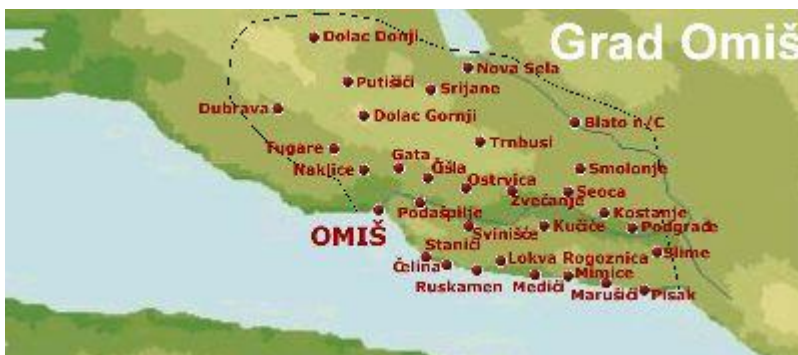 Grad Omiš
Dolac Donji
Nova Sela
Putišići
Srijane
Dubrava
Dolac Gornji
Blato n/C
Trnbusi
Tugare
Gata
Naklice
Čišla
Smolonje
Ostrvica
Zvečanje
Seoca
Podašpilje
Kostanje
OMIŠ
Svinišće
Kučiće
Podgrađe
Stanići
Slime
Lokva Rogoznica
Čelina
Mimice
Ruskamen
Medići
Marušići
Pisak